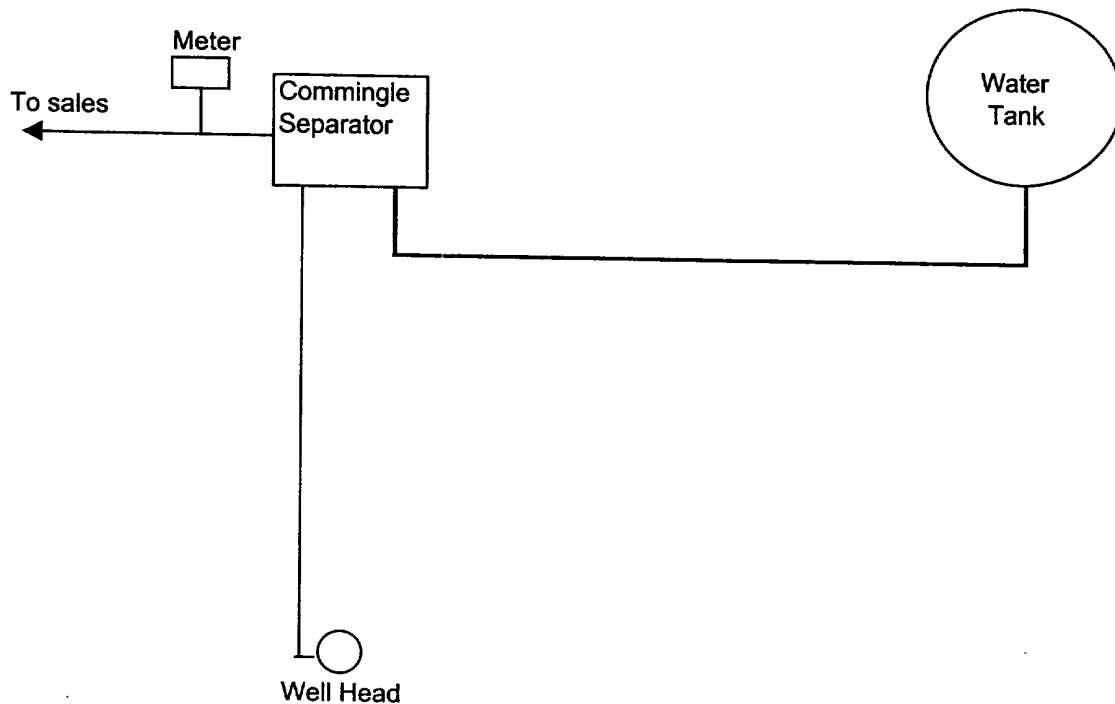 Meter
To sales
Commingle
Separator
Water
Tank
Well Head